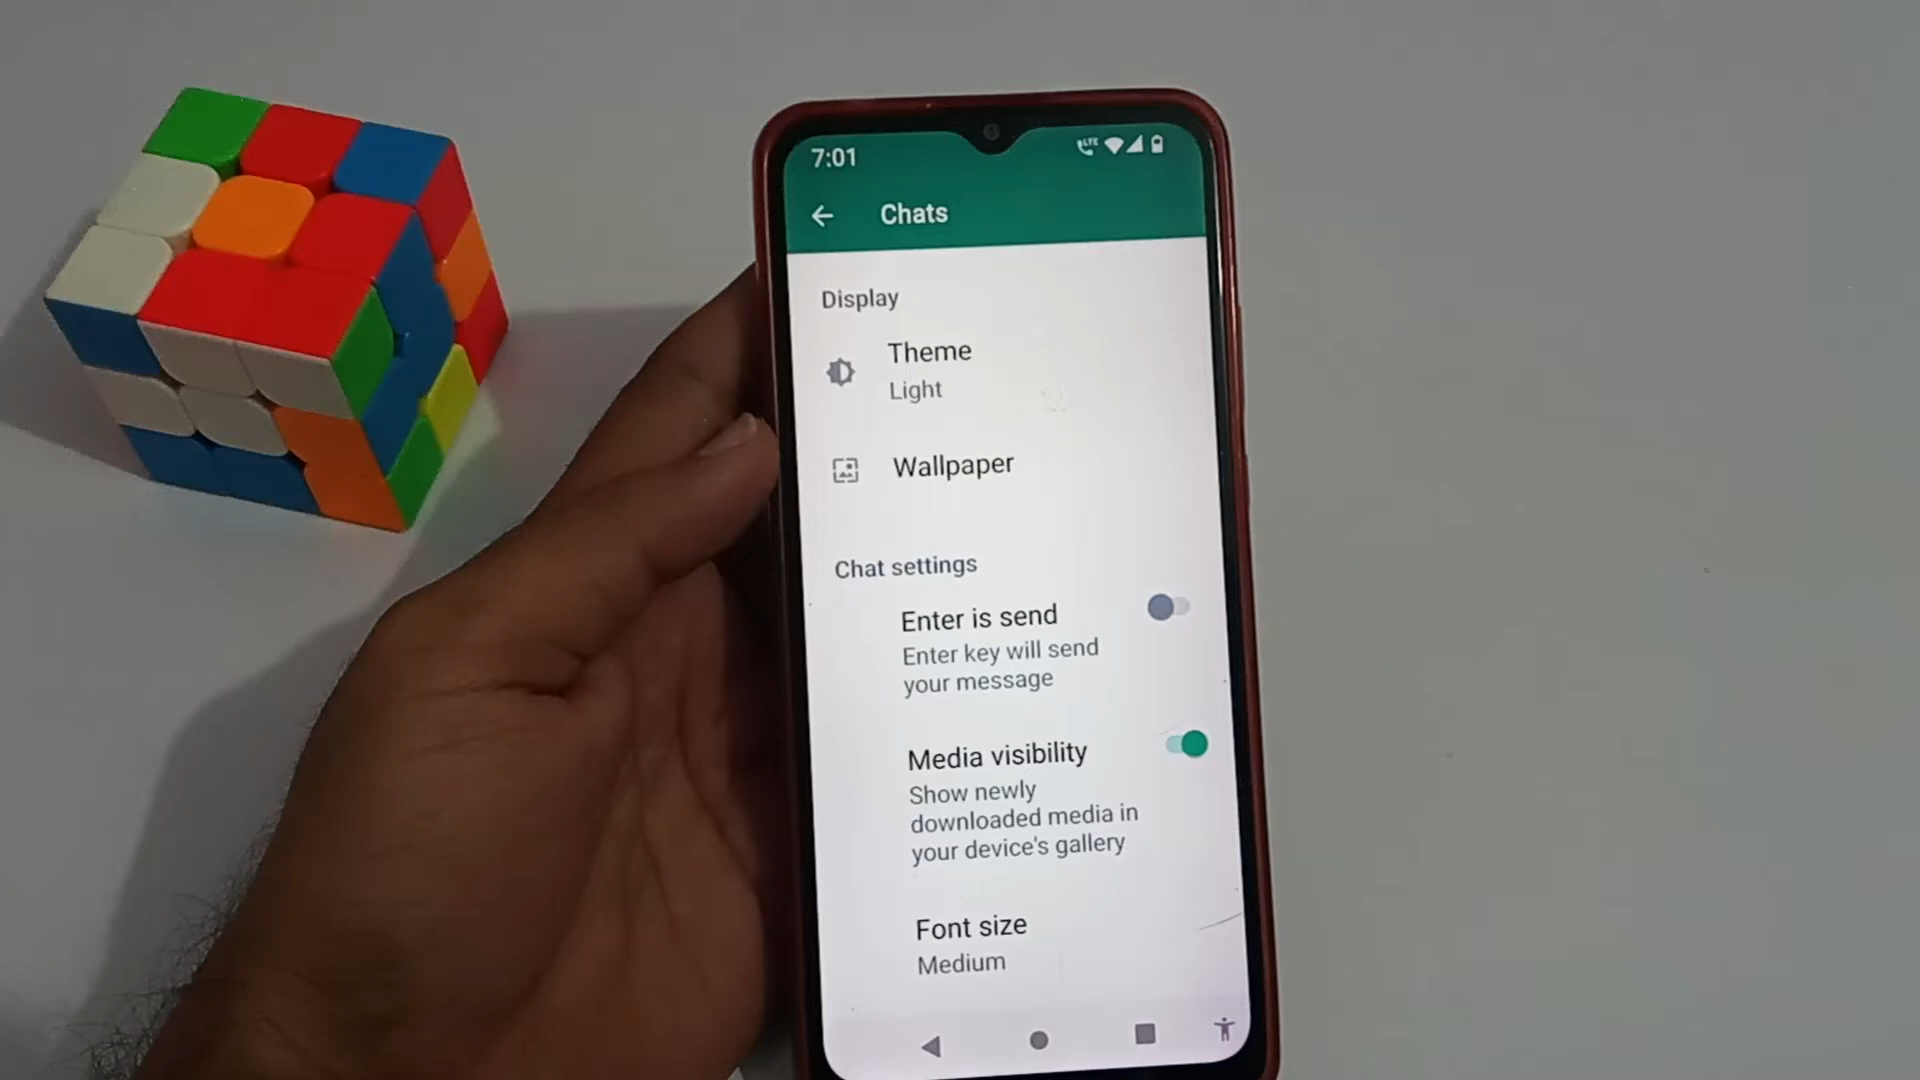 7:01
LTE
Chats
Display
Theme
Light
Wallpaper
Chat settings
Enter is send
Enter key will send
your message
Media visibility
Show newly
downloaded media in
your device's gallery
Font size
Medium